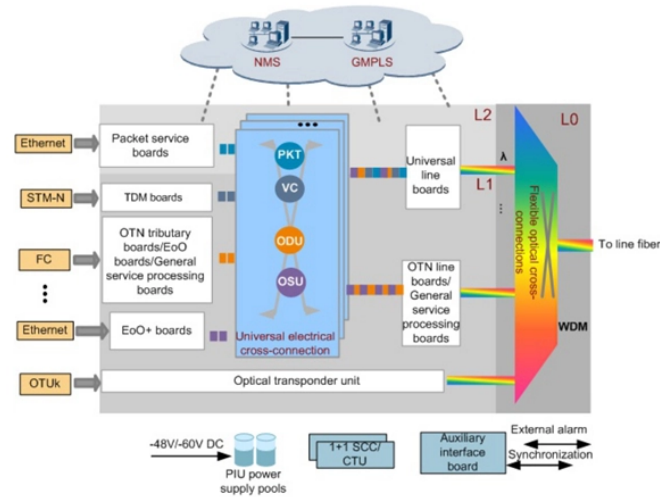 NMS
GMPLS
L2
L0
Ethernet
Packet service
boards
PKT
Universal
line
boards
λ
L1
...
STM-N
TDM boards
VC
FC
OTN tributary
boards/EoO
boards/General
service processing
boards
ODU
OSU
OTN line
boards/
General
service
processing
boards
Flexible optical cross-
connections
To line fiber
WDM
Ethernet
EoO+ boards
Universal electrical
cross-connection
OTUk
Optical transponder unit
-48V/-60V DC
PIU power
supply pools
1+1 SCC/
CTU
Auxiliary
interface
board
External alarm
Synchronization